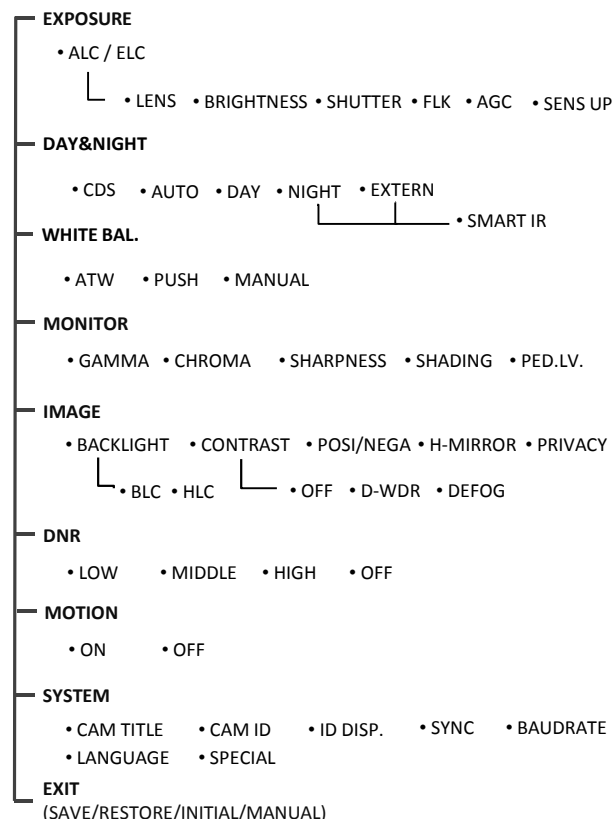 EXPOSURE
• ALC / ELC
• LENS • BRIGHTNESS • SHUTTER • FLK • AGC • SENS UP
DAY&NIGHT
• CDS • AUTO • DAY • NIGHT • EXTERN
• SMART IR
WHITE BAL.
• ATW • PUSH • MANUAL
MONITOR
• GAMMA • CHROMA • SHARPNESS • SHADING • PED.LV.
IMAGE
• BACKLIGHT • CONTRAST • POSI/NEGA • H-MIRROR • PRIVACY
• BLC • HLC • OFF • D-WDR • DEFOG
DNR
• LOW • MIDDLE • HIGH • OFF
MOTION
• ON • OFF
SYSTEM
• CAM TITLE • CAM ID • ID DISP. • SYNC • BAUDRATE
• LANGUAGE • SPECIAL
EXIT
(SAVE/RESTORE/INITIAL/MANUAL)